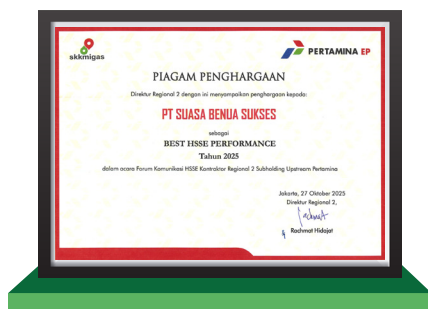 skkmigas
PERTAMINA EP
PIAGAM PENGHARGAAN
Direktur Regional 2 dengan ini menyampaikan penghargaan kepada:
PT SUASA BENUA SUKSES
sebagai
BEST HSSE PERFORMANCE
Tahun 2025
dalam acara Forum Komunikasi HSSE Kontraktor Regional 2 Subholding Upstream Pertamina
Jakarta, 27 Oktober 2025
Direktur Regional 2,
Rachmat Hidajat